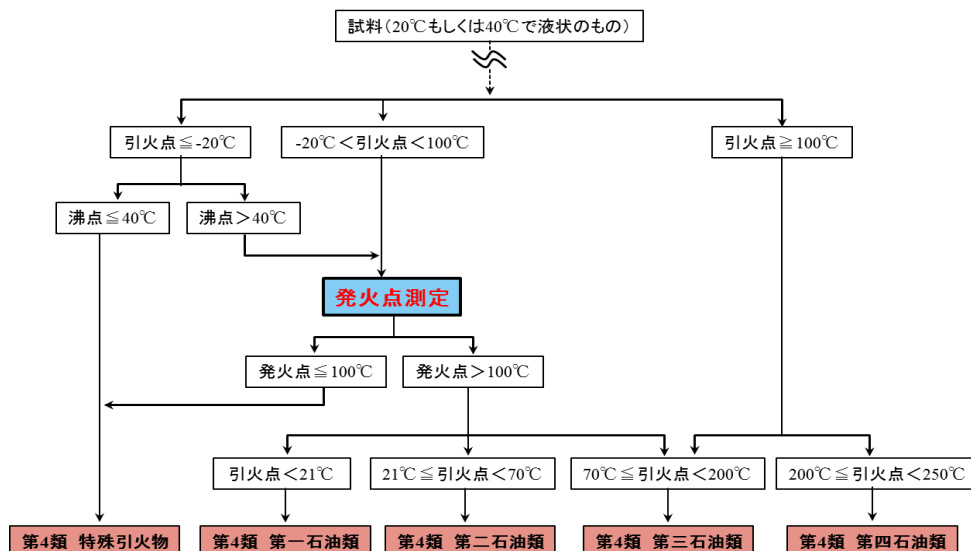 試料（20℃もしくは40℃で液状のもの）
引火点≦-20℃
-20℃＜引火点＜100℃
引火点≧100℃
沸点≦40℃
沸点＞40℃
発火点測定
発火点≦100℃
発火点＞100℃
引火点＜21℃
21℃≦引火点＜70℃
70℃≦引火点＜200℃
200℃≦引火点＜250℃
第4類 特殊引火物
第4類 第一石油類
第4類 第二石油類
第4類 第三石油類
第4類 第四石油類